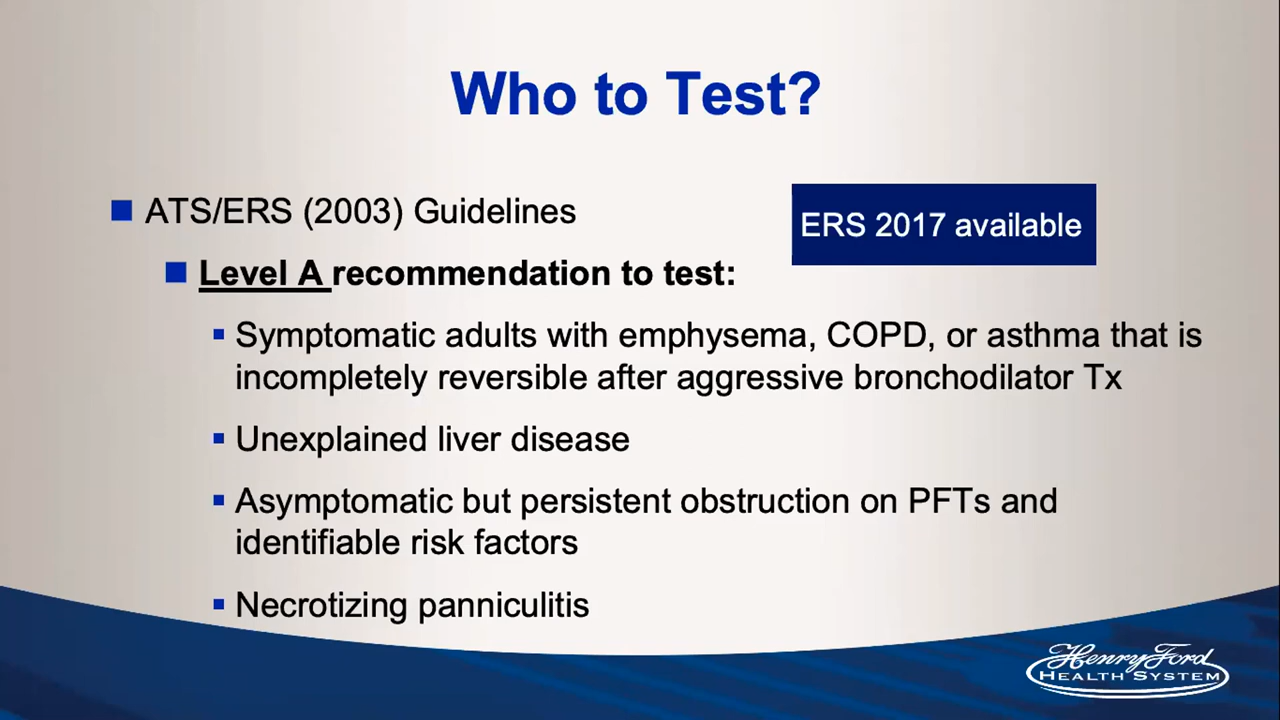 Who to Test?
ATS/ERS (2003) Guidelines
ERS 2017 available
Level A recommendation to test:
Symptomatic adults with emphysema, COPD, or asthma that is
incompletely reversible after aggressive bronchodilator Tx
Unexplained liver disease
Asymptomatic but persistent obstruction on PFTs and
identifiable risk factors
Necrotizing panniculitis
Henry Ford
HEALTH SYSTEM